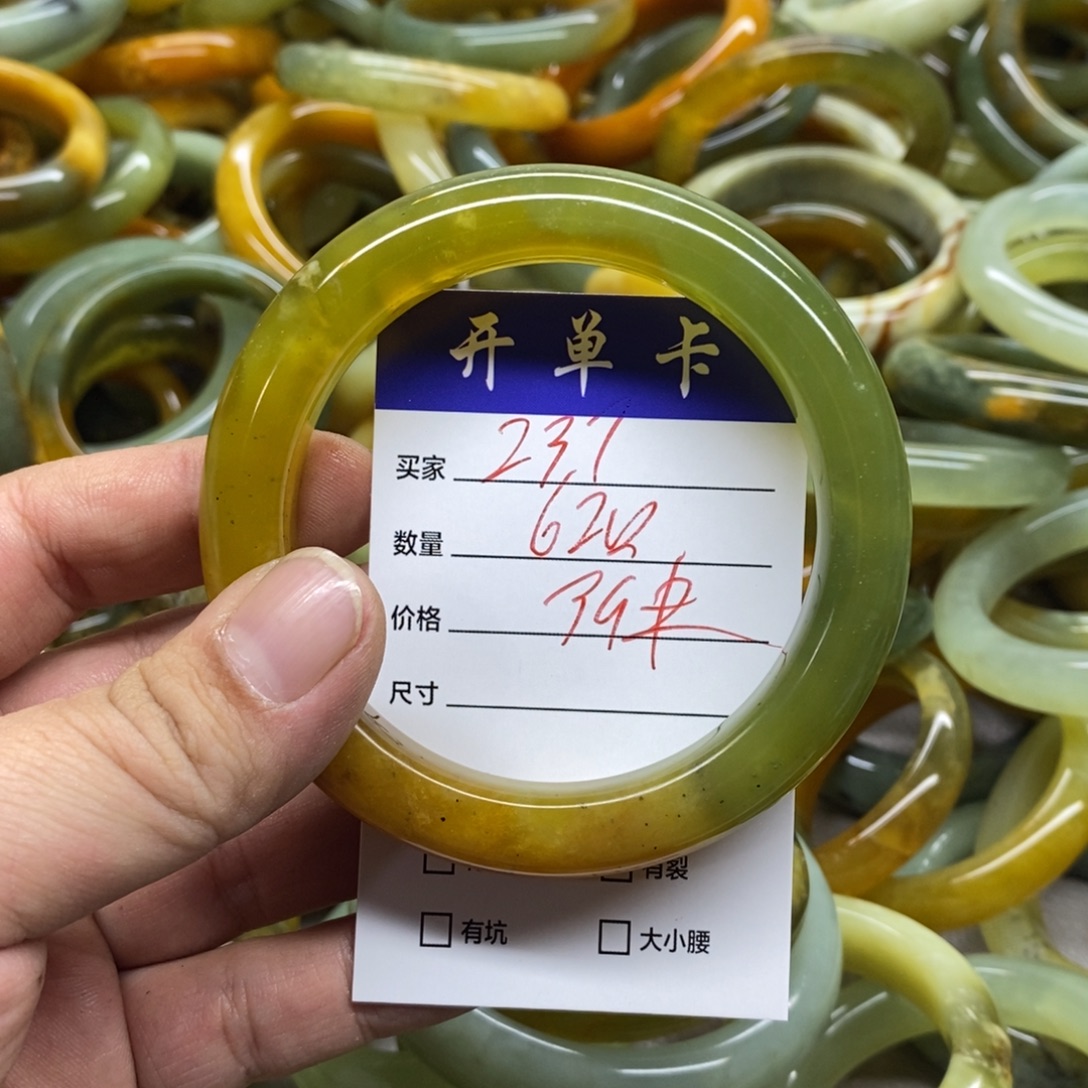 开单卡
买家 237
数量 620
价格
尺寸
有裂
有坑 大小腰